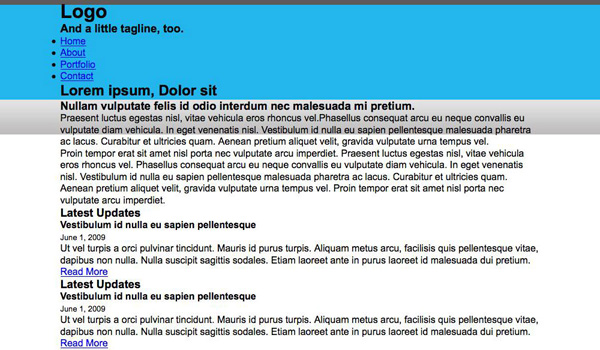 Logo
And a little tagline, too.
Home
About
Portfolio
Contact
Lorem ipsum, Dolor sit
Nullam vulputate felis id odio interdum nec malesuada mi pretium.
Praesent luctus egestas nisl, vitae vehicula eros rhoncus vel.Phasellus consequat arcu eu neque convallis eu
vulputate diam vehicula. In eget venenatis nisl. Vestibulum id nulla eu sapien pellentesque malesuada pharetra
ac lacus. Curabitur et ultricies quam. Aenean pretium aliquet velit, gravida vulputate urna tempus vel.
Proin tempor erat sit amet nisl porta nec vulputate arcu imperdiet. Praesent luctus egestas nisl, vitae vehicula
eros rhoncus vel. Phasellus consequat arcu eu neque convallis eu vulputate diam vehicula. In eget venenatis
nisl. Vestibulum id nulla eu sapien pellentesque malesuada pharetra ac lacus. Curabitur et ultricies quam.
Aenean pretium aliquet velit, gravida vulputate urna tempus vel. Proin tempor erat sit amet nisl porta nec
vulputate arcu imperdiet.
Latest Updates
Vestibulum id nulla eu sapien pellentesque
June 1, 2009
Ut vel turpis a orci pulvinar tincidunt. Mauris id purus turpis. Aliquam metus arcu, facilisis quis pellentesque vitae,
dapibus non nulla. Nulla suscipit sagittis sodales. Etiam laoreet ante in purus laoreet id malesuada dui pretium.
Read More
Latest Updates
Vestibulum id nulla eu sapien pellentesque
June 1, 2009
Ut vel turpis a orci pulvinar tincidunt. Mauris id purus turpis. Aliquam metus arcu, facilisis quis pellentesque vitae,
dapibus non nulla. Nulla suscipit sagittis sodales. Etiam laoreet ante in purus laoreet id malesuada dui pretium.
Read More